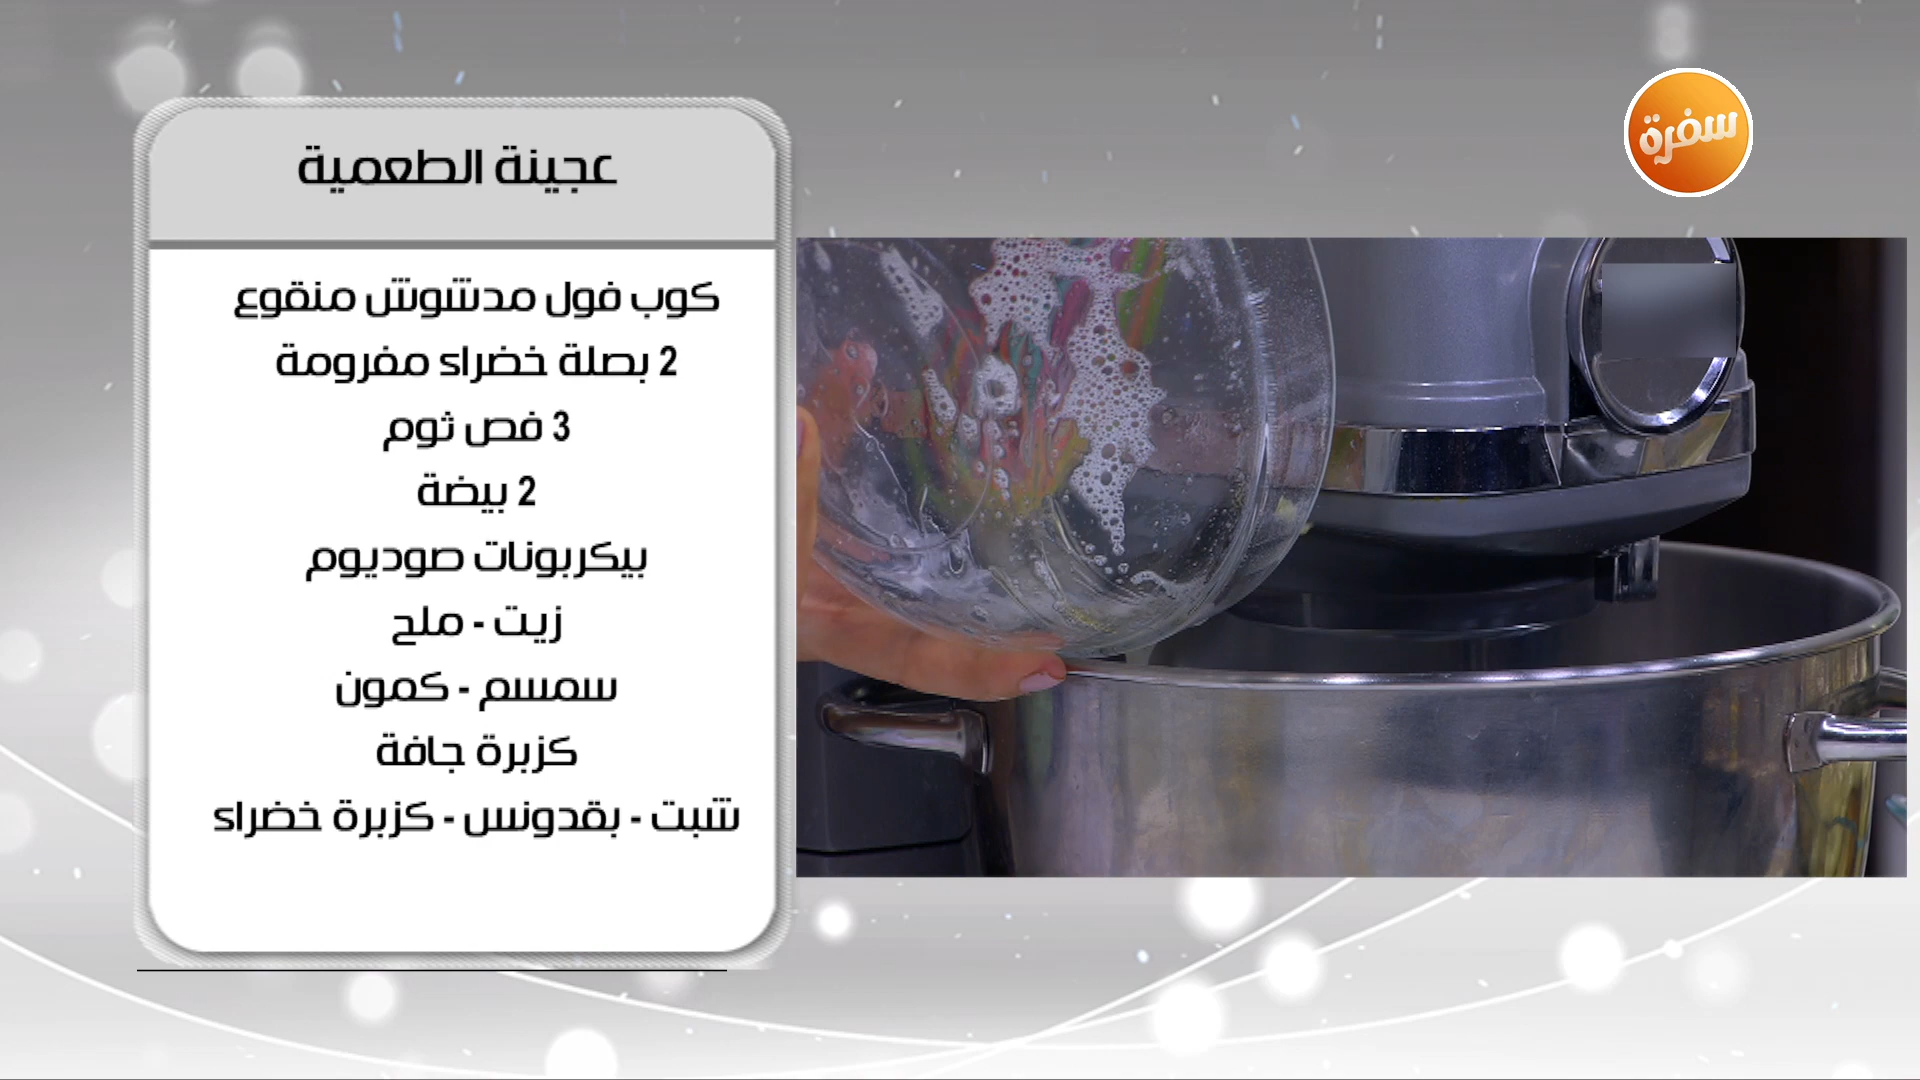 سفرة
عجينة الطعمية
كوب فول مدشوش منقوع
2 بصلة خضراء مفرومة
3 فص ثوم
2 بيضة
بيكربونات صوديوم
زيت - ملح
سمسم - كمون
كزبرة جافة
شبت - بقدونس - كزبرة خضراء